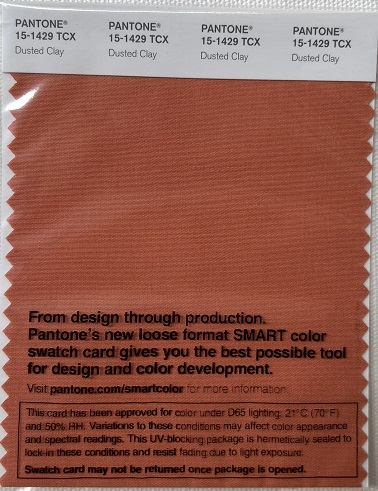 PANTONE® PANTONE® PANTONE® PANTONE®
15-1429 TCX 15-1429 TCX 15-1429 TCX 15-1429 TCX
Dusted Clay Dusted Clay Dusted Clay Dusted Clay
From design through production.
Pantone's new loose format SMART color
swatch card gives you the best possible tool
for design and color development.
Visit pantone.com/smartcolor for more information.
This card has been approved for color under D65 lighting, 21°C (70°F)
and 50% RH. Variations to these conditions may affect color appearance
and spectral readings. This UV-blocking package is hermetically sealed to
lock-in these conditions and resist fading due to light exposure.
Swatch card may not be returned once package is opened.